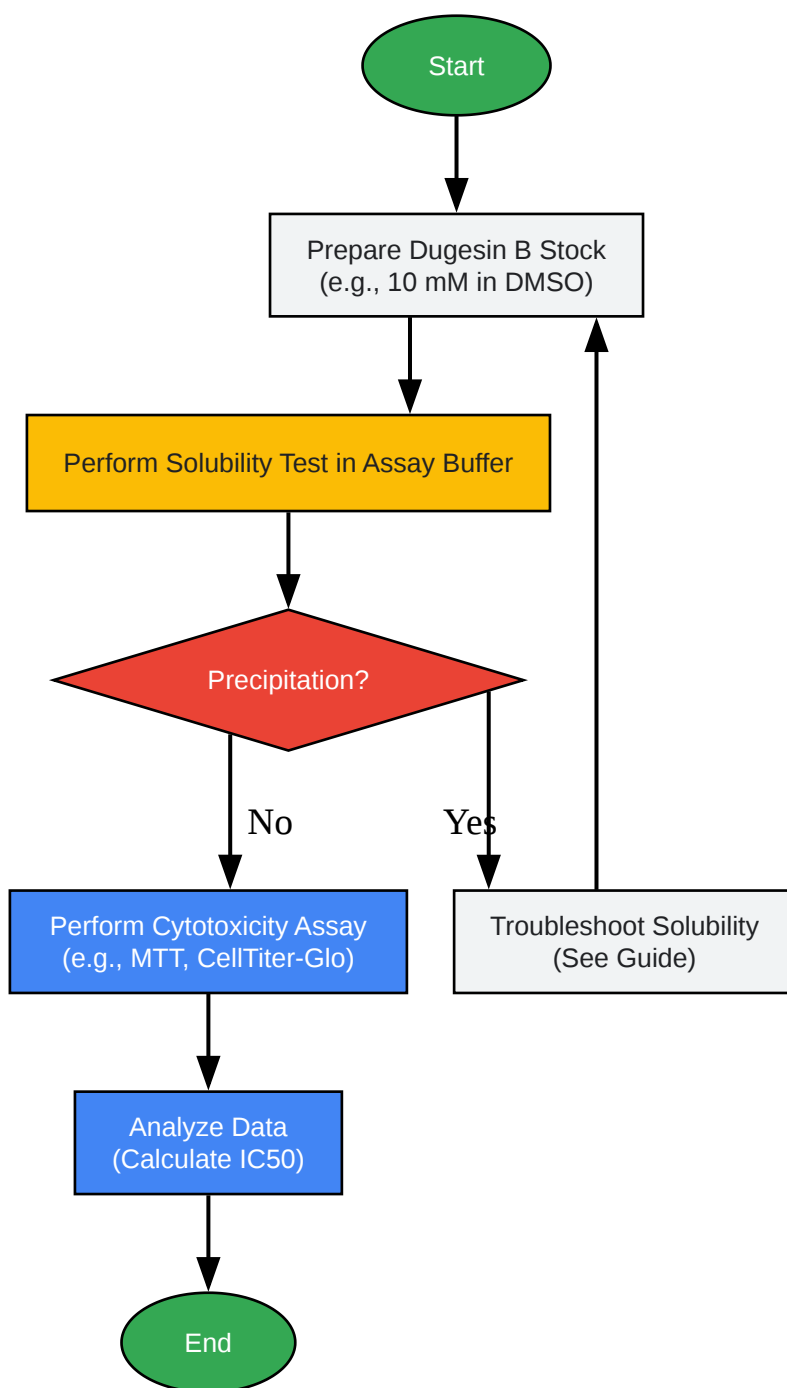 Start
Prepare Dugesin B Stock
(e.g., 10 mM in DMSO)
Perform Solubility Test in Assay Buffer
Precipitation?
No
Yes
Perform Cytotoxicity Assay
(e.g., MTT, CellTiter-Glo)
Troubleshoot Solubility
(See Guide)
Analyze Data
(Calculate IC50)
End